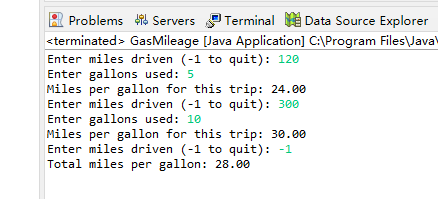 Problems Servers Terminal Data Source Explorer
<terminated> GasMileage [Java Application] C:\Program Files\Java\
Enter miles driven (-1 to quit): 120
Enter gallons used: 5
Miles per gallon for this trip: 24.00
Enter miles driven (-1 to quit): 300
Enter gallons used: 10
Miles per gallon for this trip: 30.00
Enter miles driven (-1 to quit): -1
Total miles per gallon: 28.00